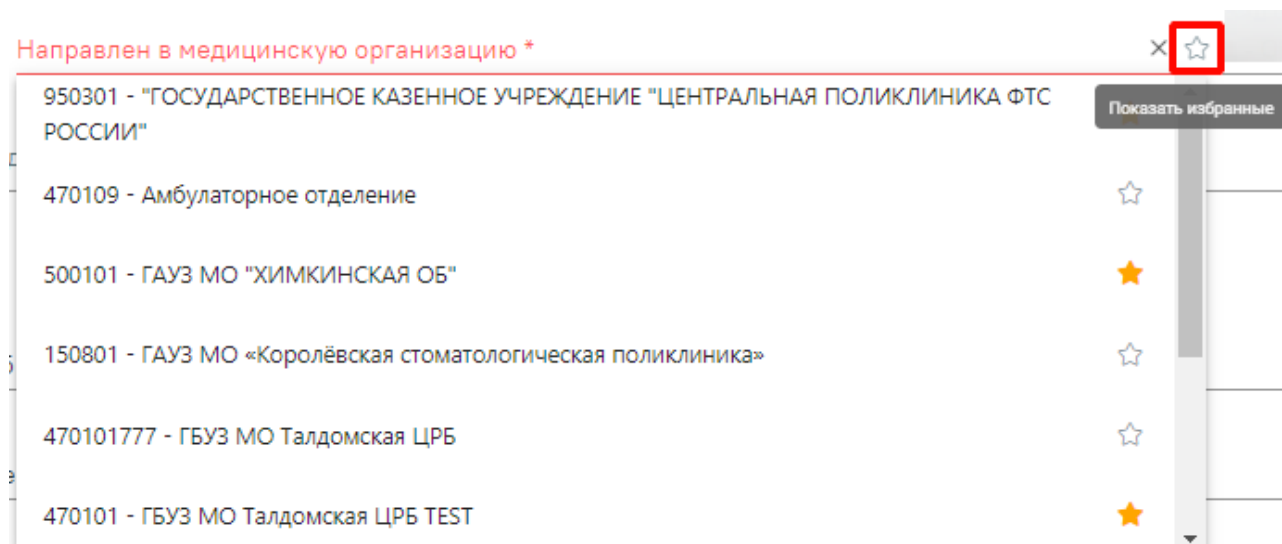 Направлен в медицинскую организацию *
950301 - "ГОСУДАРСТВЕННОЕ КАЗЕННОЕ УЧРЕЖДЕНИЕ "ЦЕНТРАЛЬНАЯ ПОЛИКЛИНИКА ФТС
РОССИИ"
Показать избранные
470109 - Амбулаторное отделение
500101 - ГАУЗ МО "ХИМКИНСКАЯ ОБ"
150801 - ГАУЗ МО «Королёвская стоматологическая поликлиника»
470101777 - ГБУЗ МО Талдомская ЦРБ
470101 - ГБУЗ МО Талдомская ЦРБ TEST